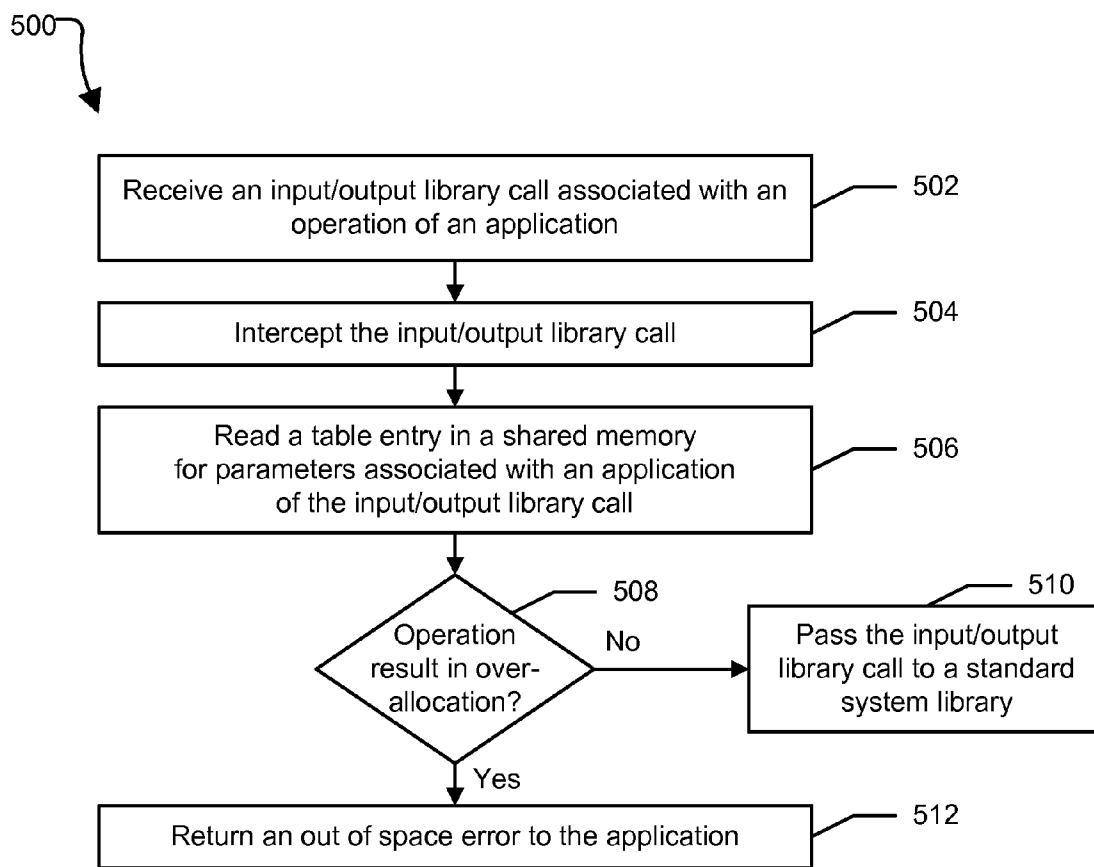 500
Receive an input/output library call associated with an
operation of an application
502
Intercept the input/output library call
504
Read a table entry in a shared memory
for parameters associated with an application
of the input/output library call
506
Operation
result in over-
allocation?
508
No
Pass the input/output
library call to a standard
system library
510
Yes
Return an out of space error to the application
512